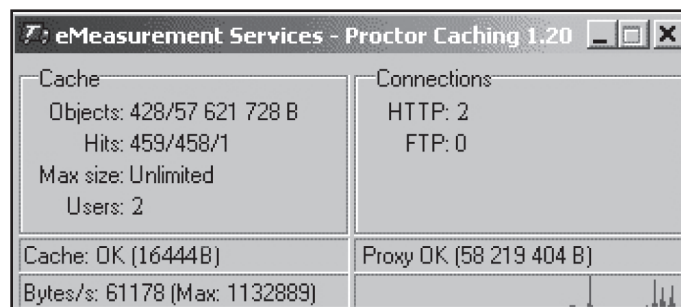 eMeasurement Services - Proctor Caching 1.20
Cache
Objects: 428/57 621 728 B
Hits: 459/458/1
Max size: Unlimited
Users: 2
Connections
HTTP: 2
FTP: 0
Cache: OK (16444B)
Proxy OK (58 219 404 B)
Bytes/s: 61178 (Max: 1132889)